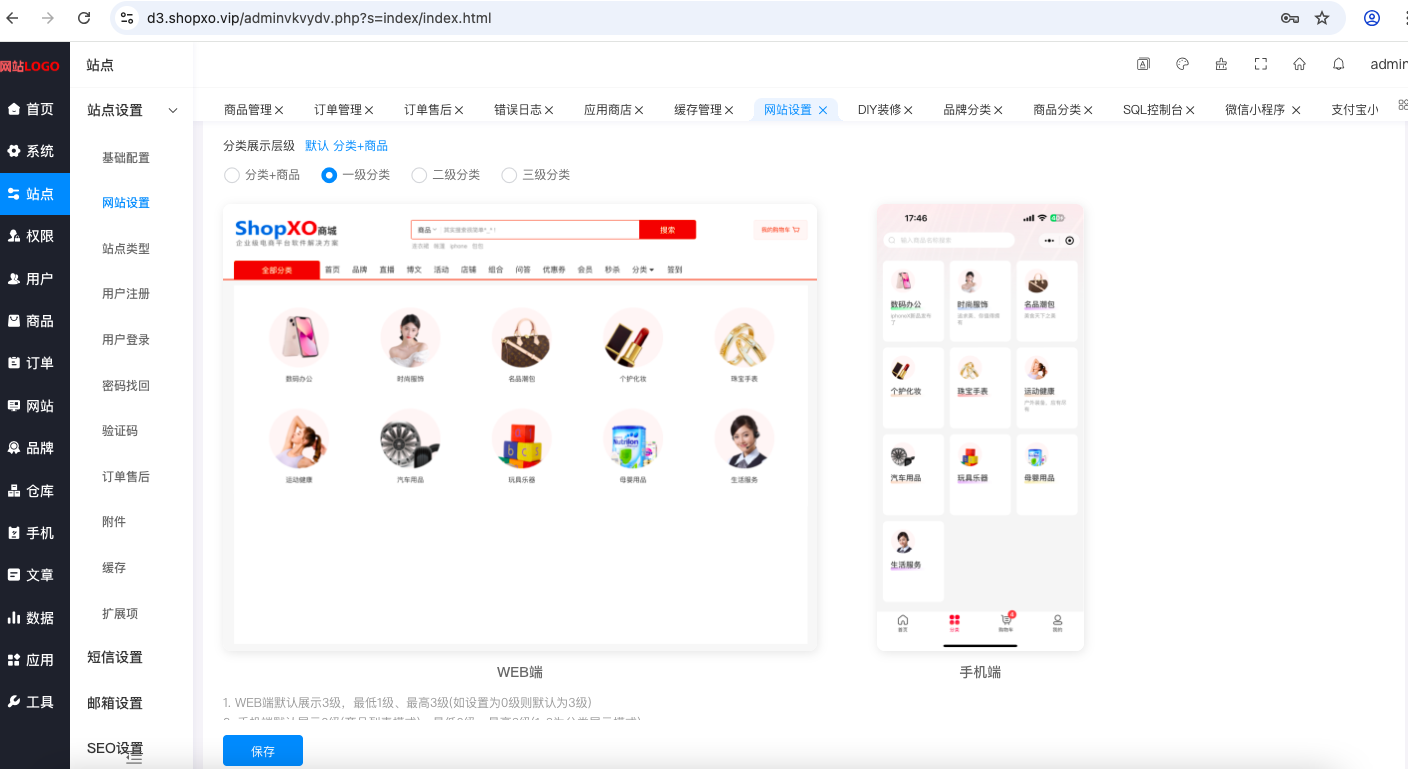 d3.shopxo.vip/adminvkvydv.php?s=index/index.html
网站LOGO
站点
admin
首页
系统
站点
权限
用户
商品
订单
网站
品牌
仓库
手机
文章
数据
应用
工具
站点设置
基础配置
网站设置
站点类型
用户注册
用户登录
密码找回
验证码
订单售后
附件
缓存
扩展项
短信设置
邮箱设置
SEO设置
商品管理 订单管理 订单售后 错误日志 应用商店 缓存管理 网站设置 DIY装修 品牌分类 商品分类 SQL控制台 微信小程序 支付宝小
分类展示层级 默认 分类+商品
分类+商品 一级分类 二级分类 三级分类
ShopXO商城
企业级电商平台软件解决方案
商品 其实搜索很简单^_^!
搜索
连衣裙 帐篷 iphone 包包
我的购物车
全部分类 首页 品牌 直播 博文 活动 店铺 组合 问答 优惠券 会员 秒杀 分类 签到
数码办公 时尚服饰 名品潮包 个护化妆 珠宝手表
运动健康 汽车用品 玩具乐器 母婴用品 生活服务
WEB端
17:46
数码办公 时尚服饰 名品潮包
个护化妆 珠宝手表 运动健康
汽车用品 玩具乐器 母婴用品
生活服务
首页 分类 购物车 我的
手机端
1. WEB端默认展示3级，最低1级、最高3级(如设置为0级则默认为3级)
保存